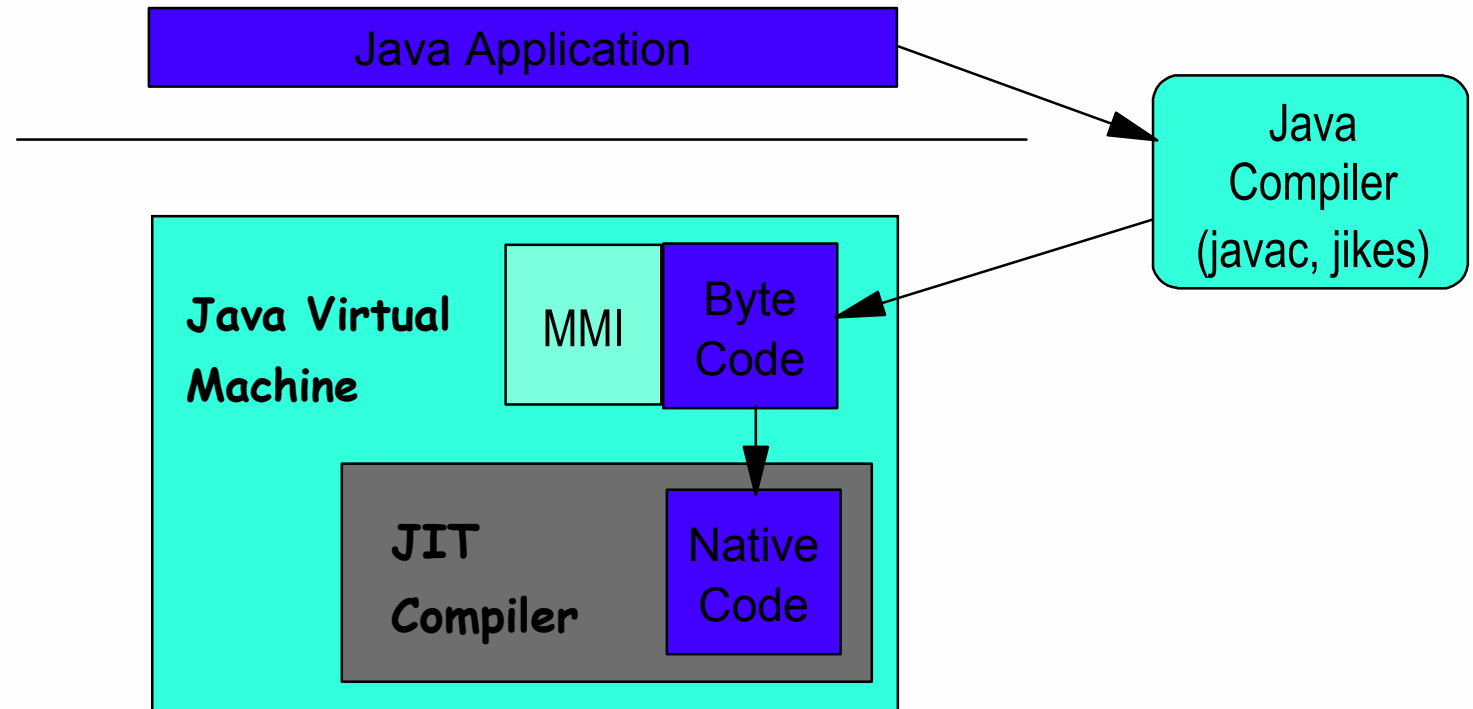 Java Application
Java
Compiler
(javac, jikes)
Java Virtual
Machine
MMI
Byte
Code
JIT
Compiler
Native
Code